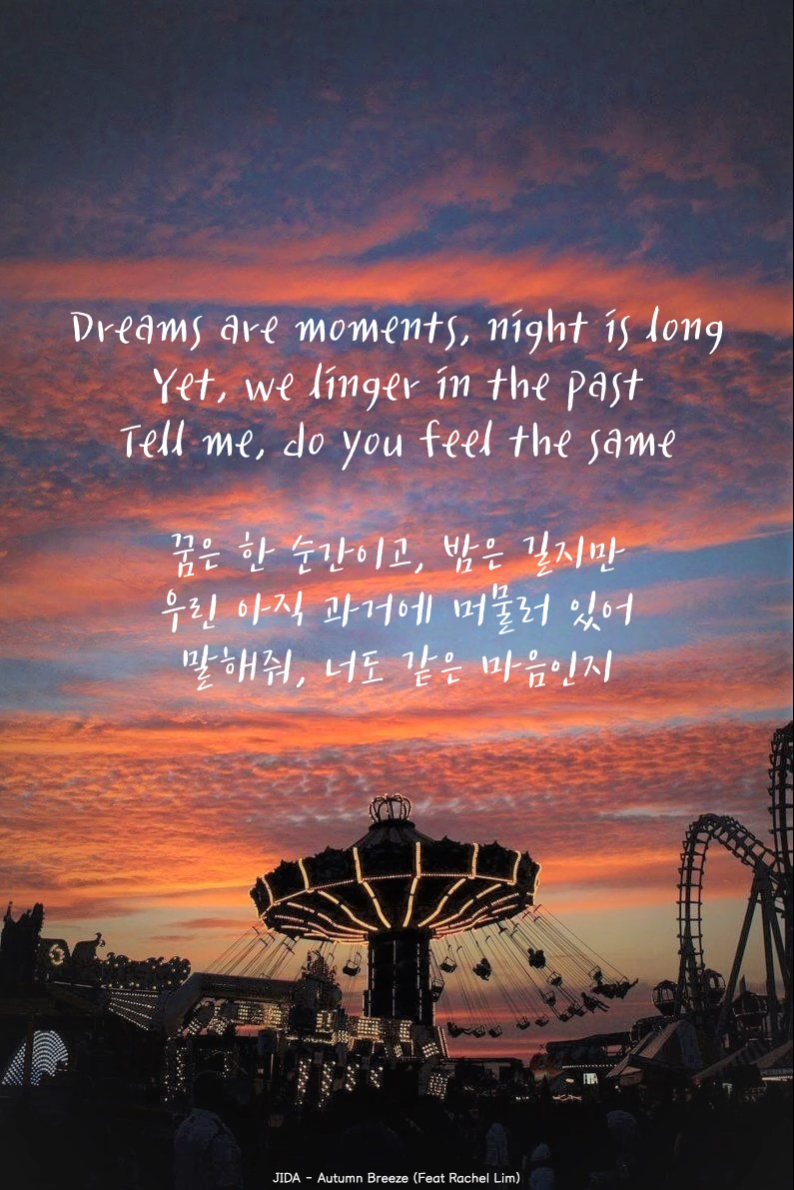 Dreams are moments, night is long
Yet, we linger in the past
Tell me, do you feel the same
꿈은 한 순간이고, 밤은 길지만
우린 아직 과거에 머물러 있어
말해줘, 너도 같은 마음인지
JIDA - Autumn Breeze (Feat Rachel Lim)